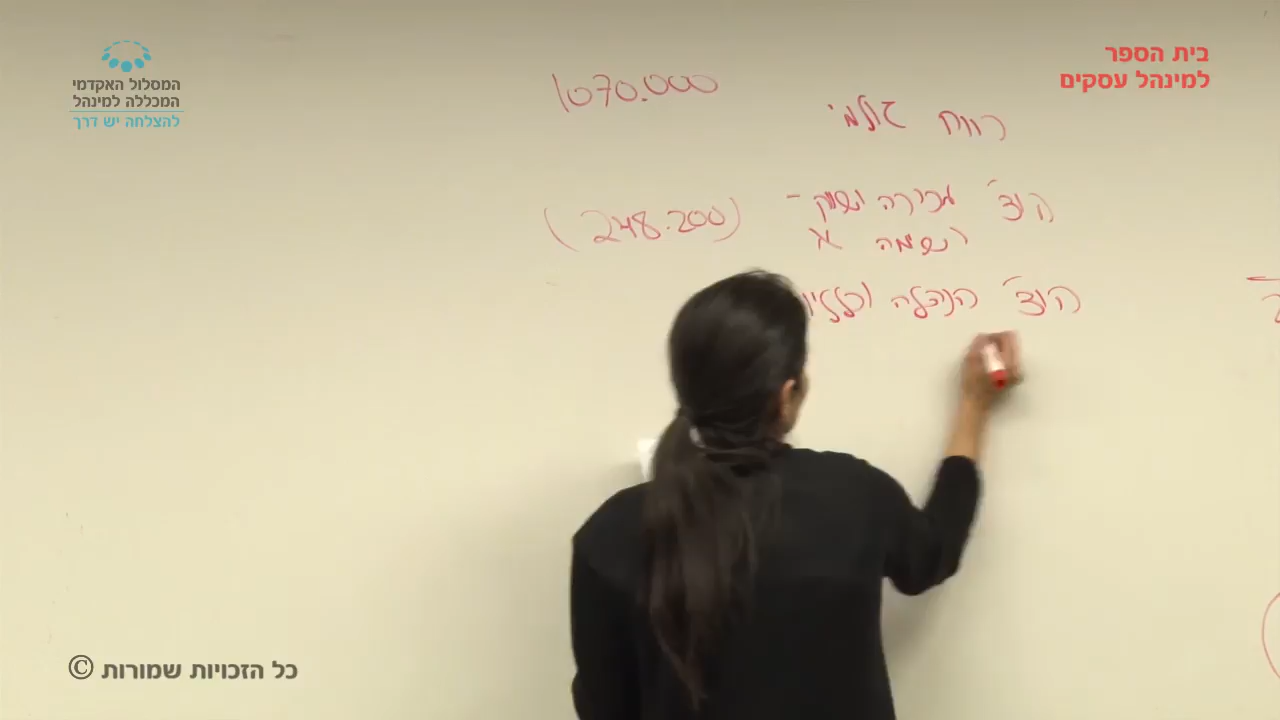 בית הספר
למינהל עסקים
המסלול האקדמי
המכללה למינהל
להצלחה יש דרך
רווח גולמי 1070.000
הוצ' מכירה ושיווק - (248.200)
נשימה א'
הוצ' הנהלה וכלליות
כל הזכויות שמורות ©